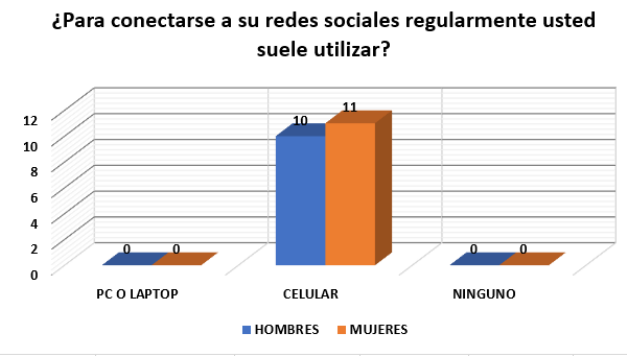 ¿Para conectarse a su redes sociales regularmente usted
suele utilizar?
12
10
8
6
4
2
0
0 0
10 11
0 0
PC O LAPTOP CELULAR NINGUNO
HOMBRES MUJERES